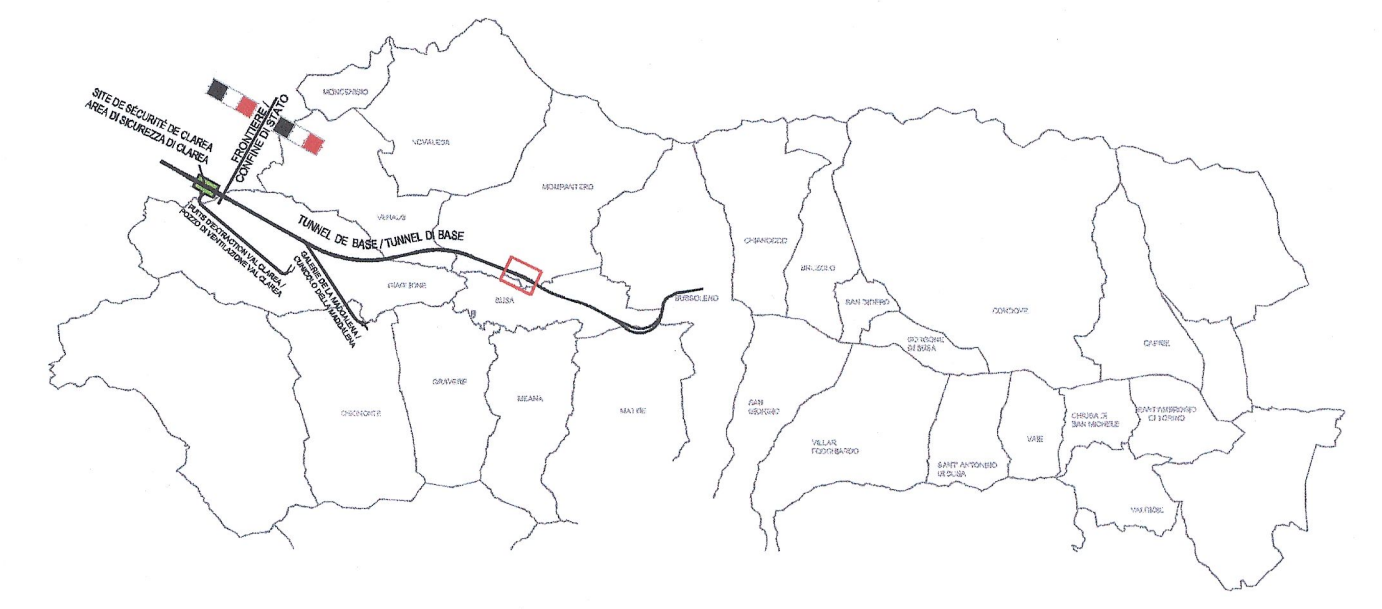 SITE DE SÉCURITÉ DE CLAREA
AREA DI SICUREZZA DI CLAREA
FRONTIERE /
CONFINE DI STATO
MONCENISIO
NOVALESA
MOMPANTERO
VENAUS
TUNNEL DE BASE / TUNNEL DI BASE
PUITS D'EXTRACTION VAL CLAREA /
POZZO DI VENTILAZIONE VAL CLAREA
GALERIE DE LA MADDALENA /
CUNICOLO DELLA MADDALENA
GIAGLIONE
SUSA
BUSSOLENO
CHIANOCCO
BRUZOLO
SAN DIDERO
BORGONE
DI SUSA
CONDOVE
CAPRIE
CHIOMONTE
GRAVERE
MEANA
MATTIE
SAN
GIORGIO
VILLAR
FOCCHIARDO
SANT' ANTONINO
DI SUSA
VAIE
CHIUSA DI
SAN MICHELE
SANT'AMBROGIO
DI TORINO
VALGIOIE